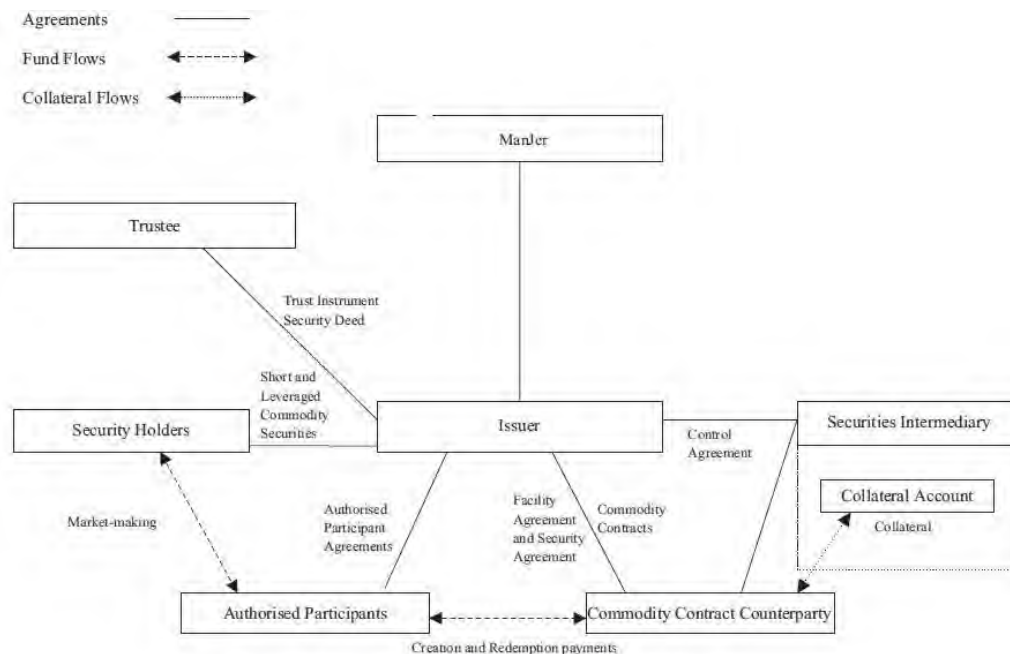 Agreements
Fund Flows
Collateral Flows
ManJer
Trustee
Trust Instrument
Security Deed
Short and
Leveraged
Commodity
Securities
Security Holders
Issuer
Securities Intermediary
Control
Agreement
Collateral Account
Collateral
Market-making
Authorised
Participant
Agreements
Facility
Agreement
and Security
Agreement
Commodity
Contracts
Authorised Participants
Commodity Contract Counterparty
Creation and Redemption payments